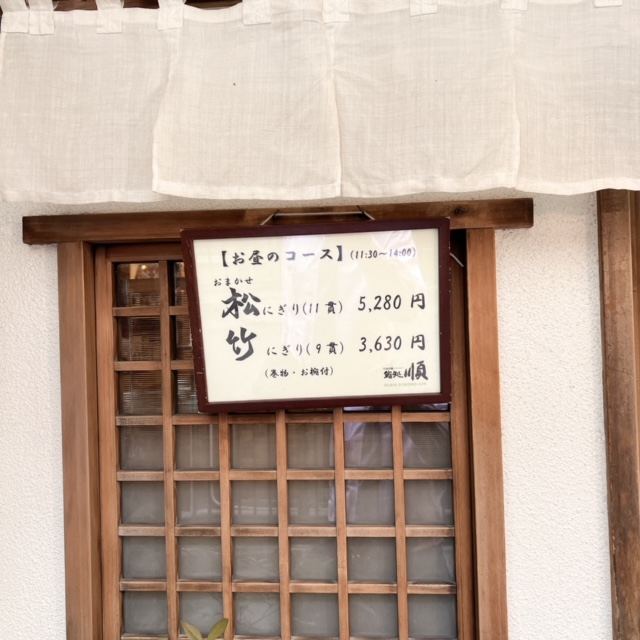 【お昼のコース】(11:30~14:00)
おまかせ
松 にぎり(11貫) 5,280円
竹 にぎり(9貫) 3,630円
(巻物・お椀付)
鮨処 順